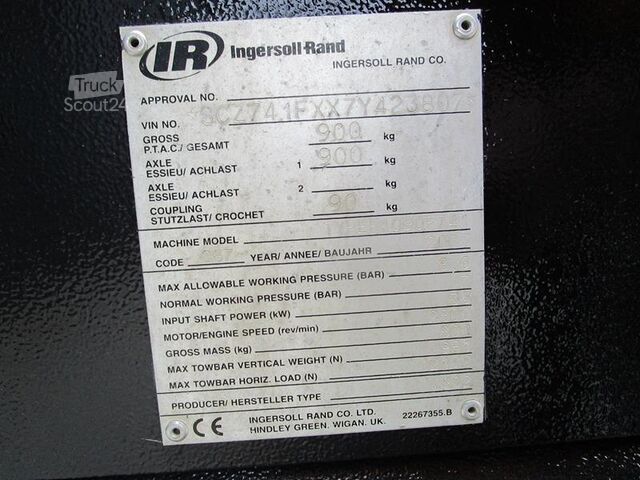 Truck
Scout24
IR Ingersoll-Rand
INGERSOLL RAND CO.
APPROVAL NO.
VIN NO.
GROSS 900 kg
P.T.A.C./ GESAMT
AXLE 1 900 kg
ESSIEU/ ACHLAST
AXLE 2 kg
ESSIEU/ ACHLAST
COUPLING 90 kg
STUTZLAST/ CROCHET
MACHINE MODEL
CODE YEAR/ ANNEE/ BAUJAHR
MAX ALLOWABLE WORKING PRESSURE (BAR)
NORMAL WORKING PRESSURE (BAR)
INPUT SHAFT POWER (kW)
MOTOR/ENGINE SPEED (rev/min)
GROSS MASS (kg)
MAX TOWBAR VERTICAL WEIGHT (N)
MAX TOWBAR HORIZ. LOAD (N)
PRODUCER/ HERSTELLER TYPE
CE INGERSOLL RAND CO. LTD. 22267355.B
HINDLEY GREEN. WIGAN. UK.